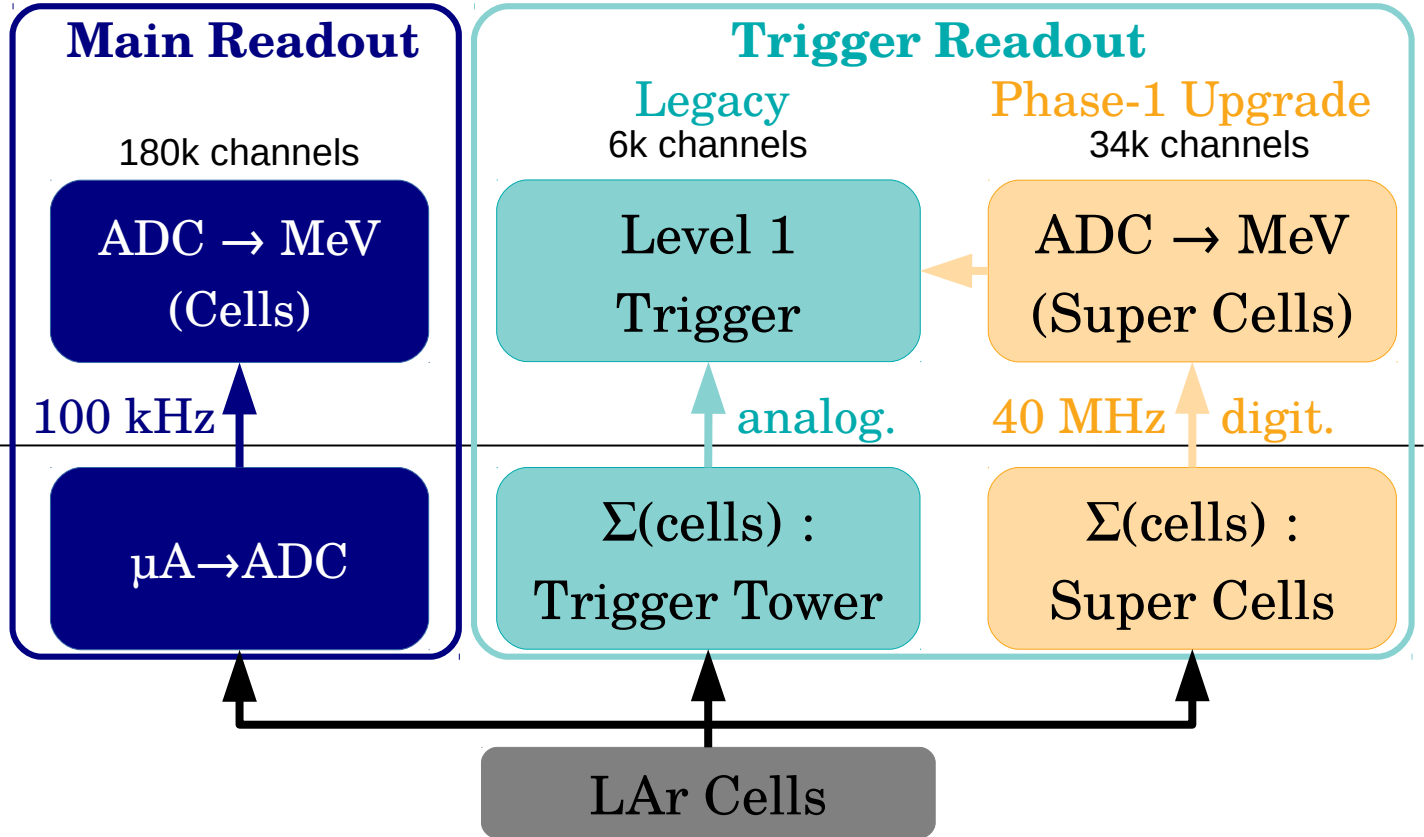 Main Readout
180k channels
ADC → MeV
(Cells)
100 kHz
μA→ADC
Trigger Readout
Legacy
6k channels
Level 1
Trigger
analog.
Σ(cells) :
Trigger Tower
Phase-1 Upgrade
34k channels
ADC → MeV
(Super Cells)
40 MHz digit.
Σ(cells) :
Super Cells
LAr Cells